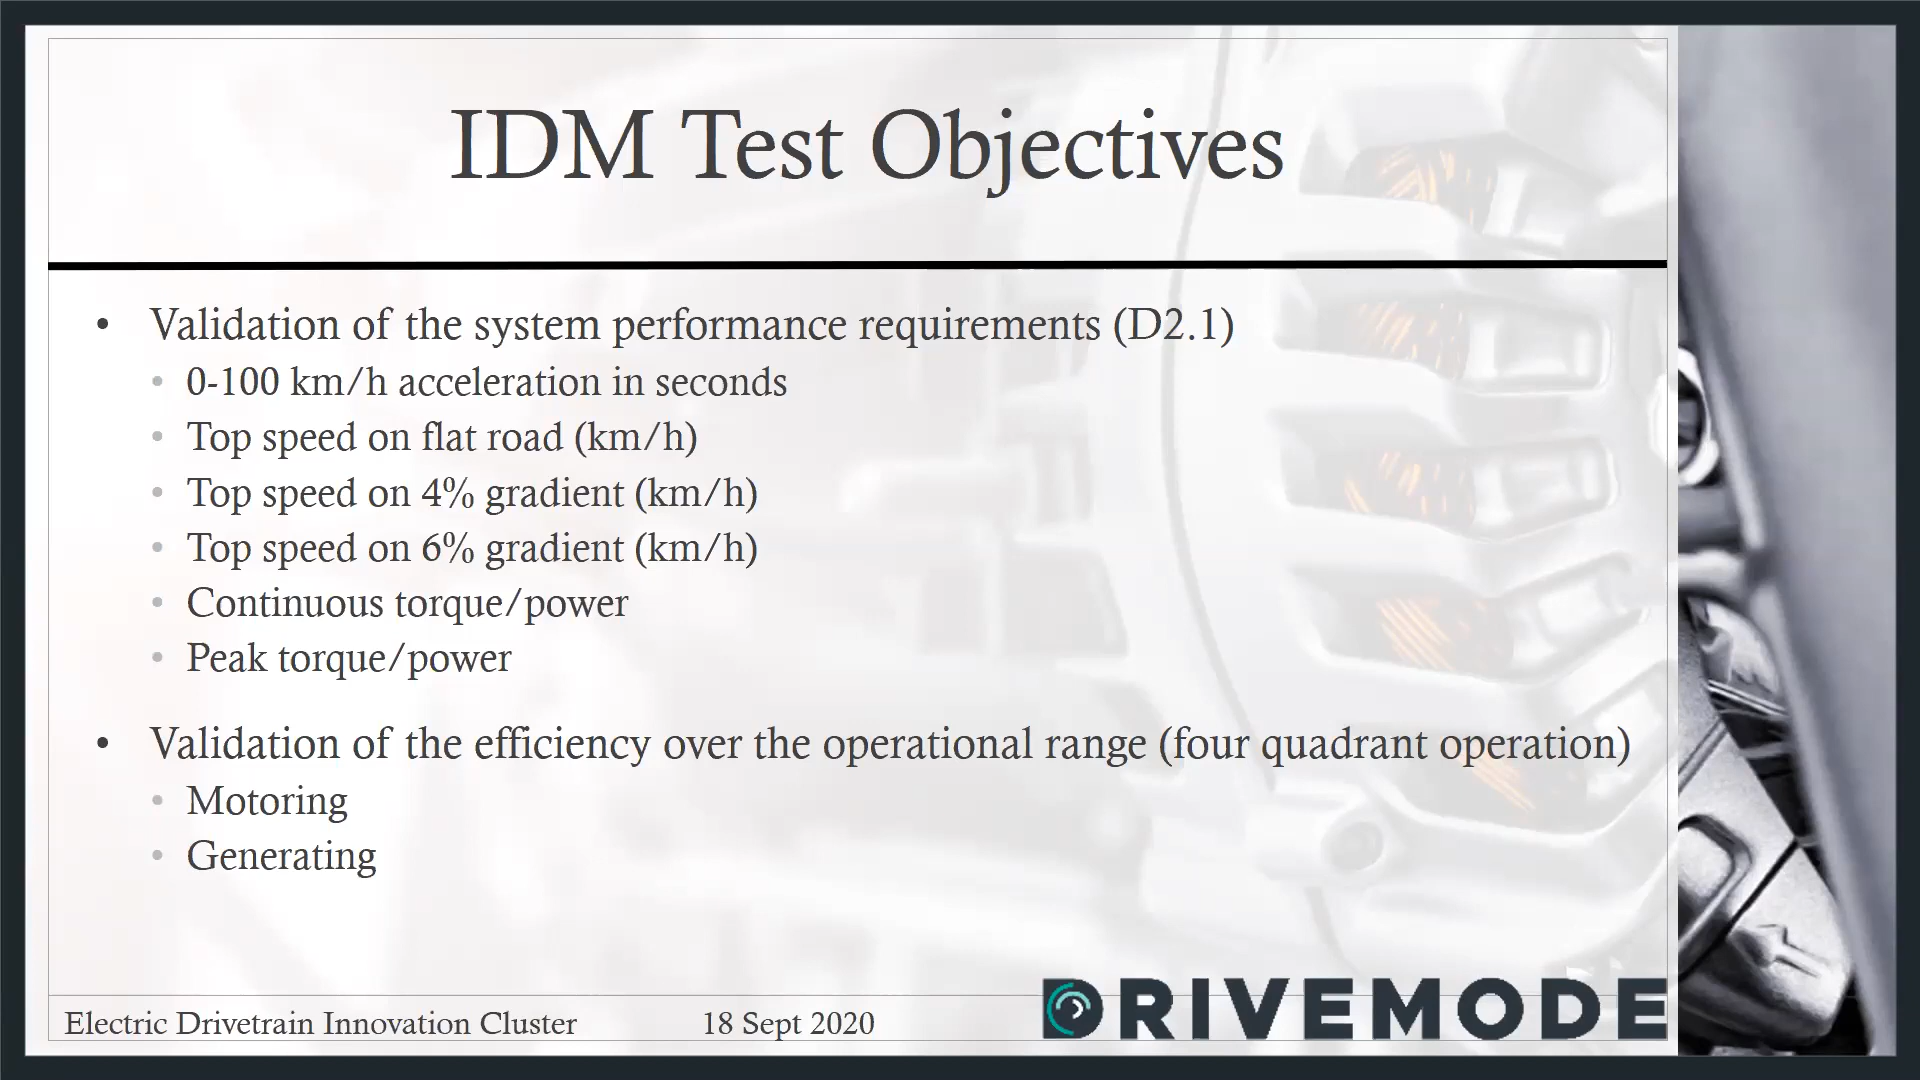 IDM Test Objectives
• Validation of the system performance requirements (D2.1)
• 0-100 km/h acceleration in seconds
• Top speed on flat road (km/h)
• Top speed on 4% gradient (km/h)
• Top speed on 6% gradient (km/h)
• Continuous torque/power
• Peak torque/power
• Validation of the efficiency over the operational range (four quadrant operation)
• Motoring
• Generating
Electric Drivetrain Innovation Cluster 18 Sept 2020 DRIVEMODE